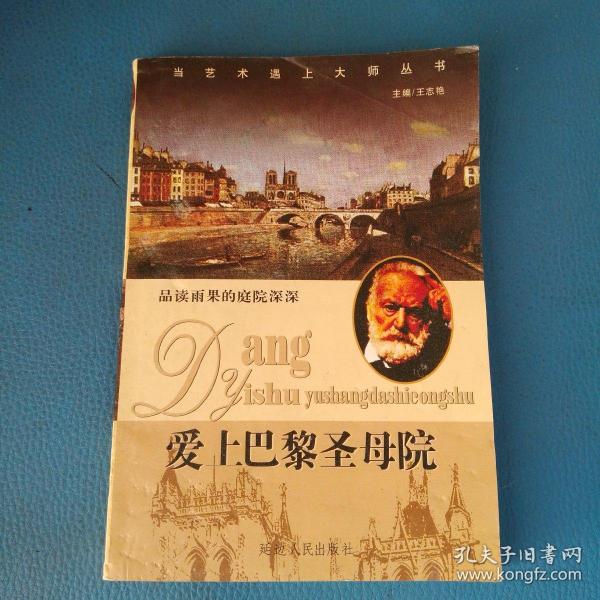 当艺术遇上大师丛书
主编/王志艳
品读雨果的庭院深深
Dang
Yishu yushangdashicongshu
爱上巴黎圣母院
延边人民出版社
孔夫子旧书网
www.kongfz.com